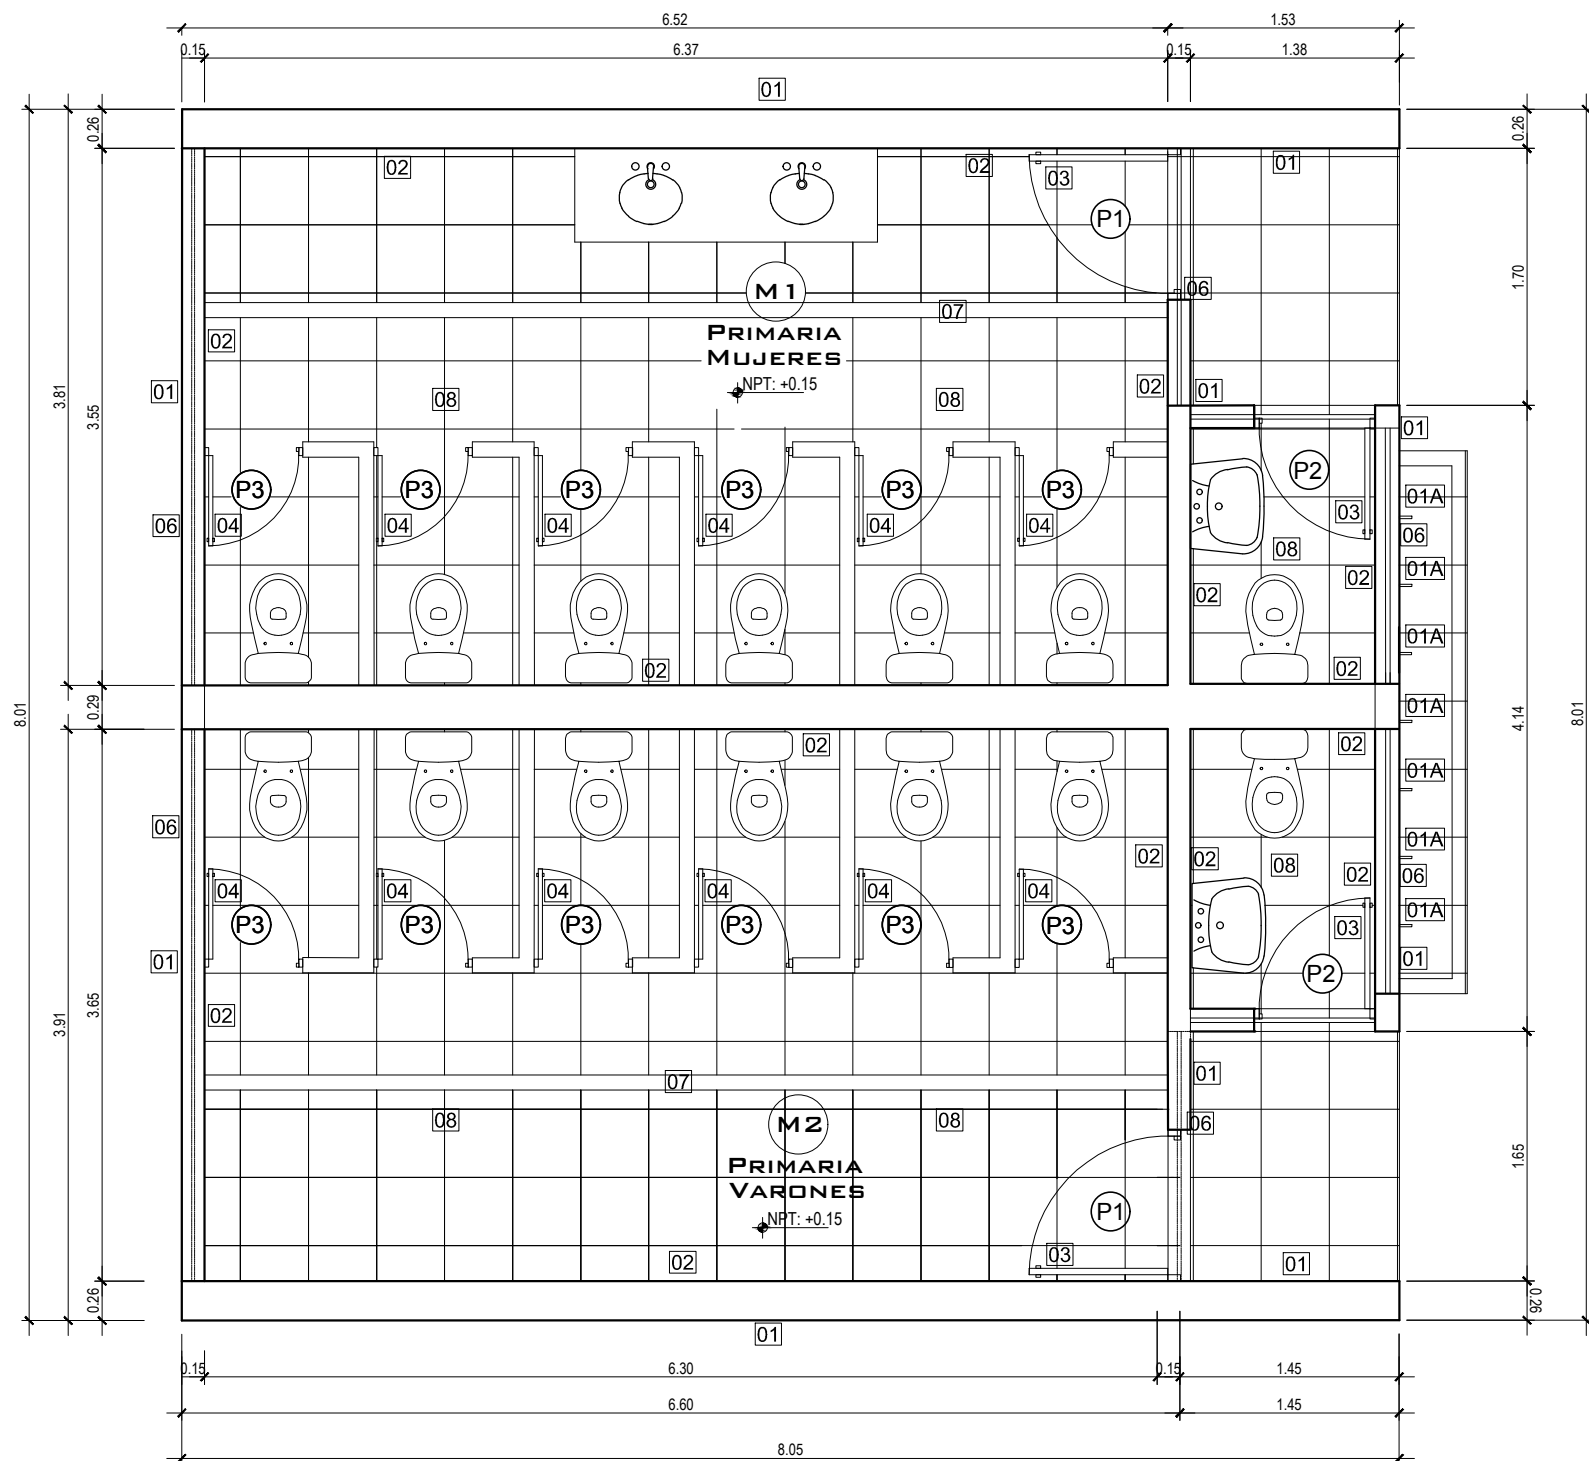 6.52 1.53
0.15 6.37 0.15 1.38
01
0.26 0.26
02 02 03 01
P1
M1 06
1.70
07
PRIMARIA
MUJERES
02
NPT: +0.15
02 01
01 3.81 3.55
08 08
01
P3 P3 P3 P3 P3 P3 P2
01A
04 04 04 04 04 04 03
06 06
08
01A
02 02
01A
02 02
8.01 0.29 01A 4.14 8.01
02 02
01A
06
01A
02 02 08 02 06
04 04 04 04 04 04 01A
P3 P3 P3 P3 P3 P3 03
01 01
P2
02
3.91 3.65
07 01
08 M2 08 06
PRIMARIA
VARONES
1.65
P1
NPT: +0.15
03
02 01
0.26 0.26
01
0.15 6.30 0.15 1.45
6.60 1.45
8.05